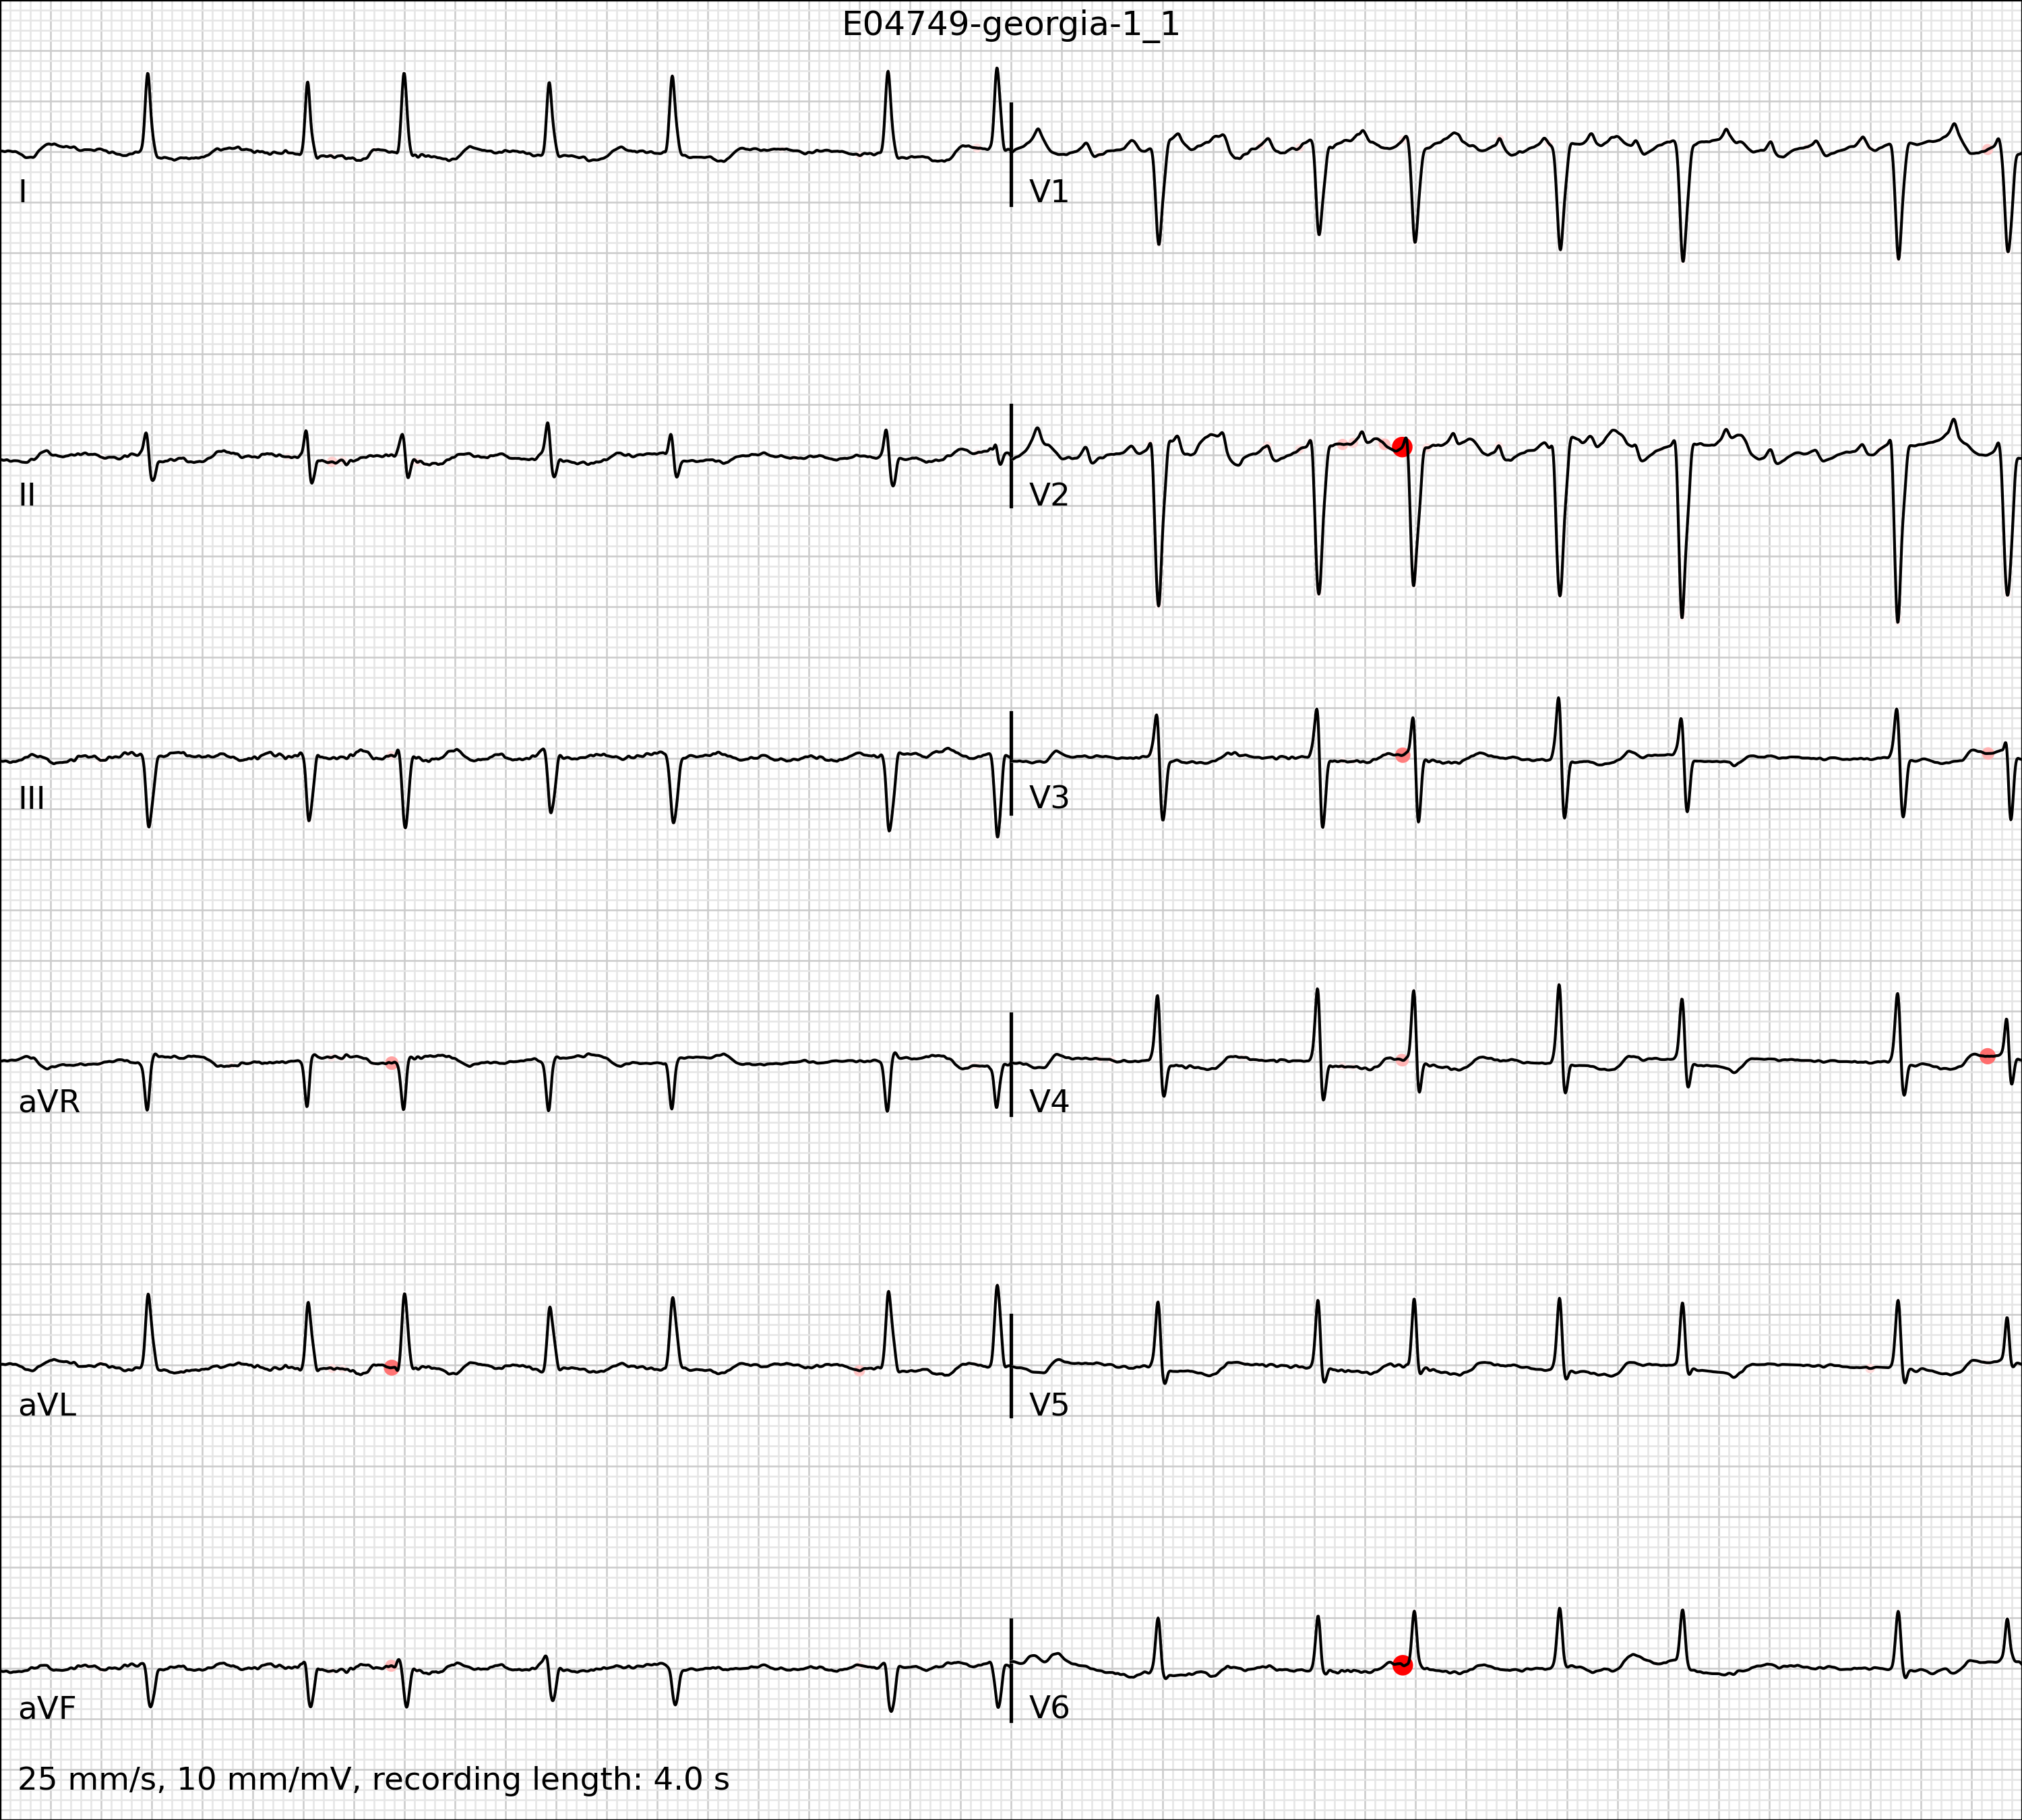 E04749-georgia-1_1
I
V1
II
V2
III
V3
aVR
V4
aVL
V5
aVF
V6
25 mm/s, 10 mm/mV, recording length: 4.0 s